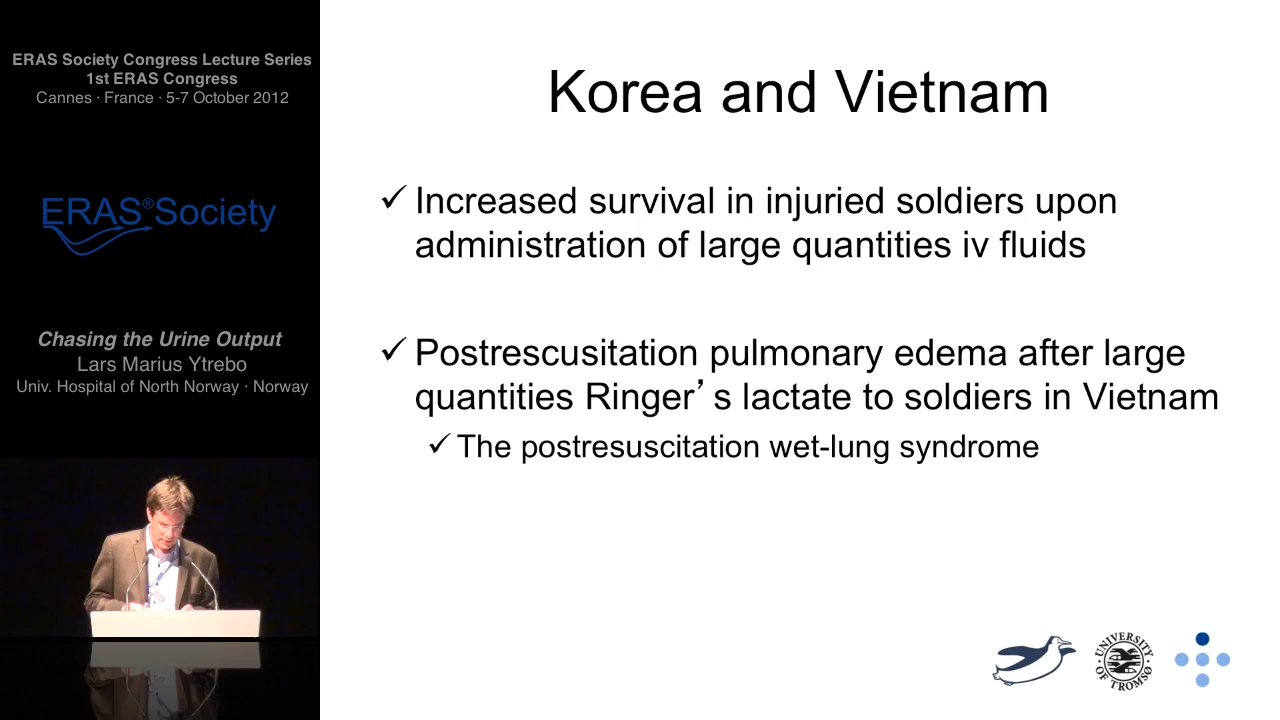 ERAS Society Congress Lecture Series
1st ERAS Congress
Cannes · France · 5-7 October 2012
ERAS®Society
Chasing the Urine Output
Lars Marius Ytrebo
Univ. Hospital of North Norway · Norway
Korea and Vietnam
✓ Increased survival in injuried soldiers upon
administration of large quantities iv fluids
✓ Postrescusitation pulmonary edema after large
quantities Ringer’ s lactate to soldiers in Vietnam
✓ The postresuscitation wet-lung syndrome
UNIVERSITY
OF TROMSØ